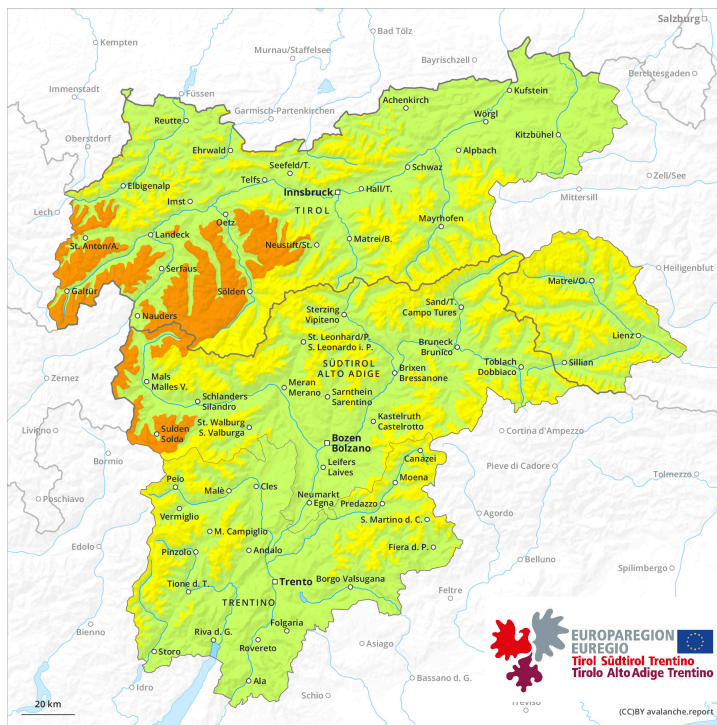 Salzburg
Kempten
Bad Tölz
Murnau/Staffelsee
Bayrischzell
Berchtesgaden
Immenstadt
Füssen
Garmisch-Partenkirchen
Achenkirch
Kufstein
Reutte
Wörgl
Oberstdorf
Ehrwald
Kitzbühel
Seefeld/T.
Alpbach
Schwaz
Zell/See
Elbigenalp
Telfs
Innsbruck
Hall/T.
Mittersill
Lech
Imst
TIROL
Oetz
Mayrhofen
St. Anton/A.
Landeck
Neustift/St.
Matrei/B.
Serfaus
Heiligenblut
Galtür
Sölden
Matrei/O.
Nauders
Sterzing
Vipiteno
Sand/T.
Campo Tures
Lienz
St. Leonhard/P.
S. Leonardo i. P.
Bruneck
Brunico
Toblach
Dobbiaco
Sillian
SÜDTIROL
ALTO ADIGE
Brixen
Bressanone
Zernez
Mals
Malles V.
Meran
Merano
Sarnthein
Sarentino
Schlanders
Silandro
St. Walburg
S. Valburga
Kastelruth
Castelrotto
Livigno
Sulden
Solda
Cortina d'Ampezzo
Bozen
Bolzano
Bormio
Canazei
Pieve di Cadore
Leifers
Laives
Tolmezzo
Peio
Moena
Poschiavo
Malè
Cles
Neumarkt
Egna
Predazzo
Vermiglio
Agordo
S. Martino d. C.
M. Campiglio
Edolo
Pinzolo
Andalo
Fiera d. P.
Belluno
Spilimbergo
Tione d. T.
Trento
Borgo Valsugana
Feltre
TRENTINO
Bienno
Folgaria
Riva d. G.
Rovereto
Asiago
Storo
Bassano d. G.
Idro
Ala
Schio
Treviso
EUROPAREGION
EUREGIO
Tirol Südtirol Trentino
Tirolo Alto Adige Trentino
20 km
(CC)BY avalanche.report